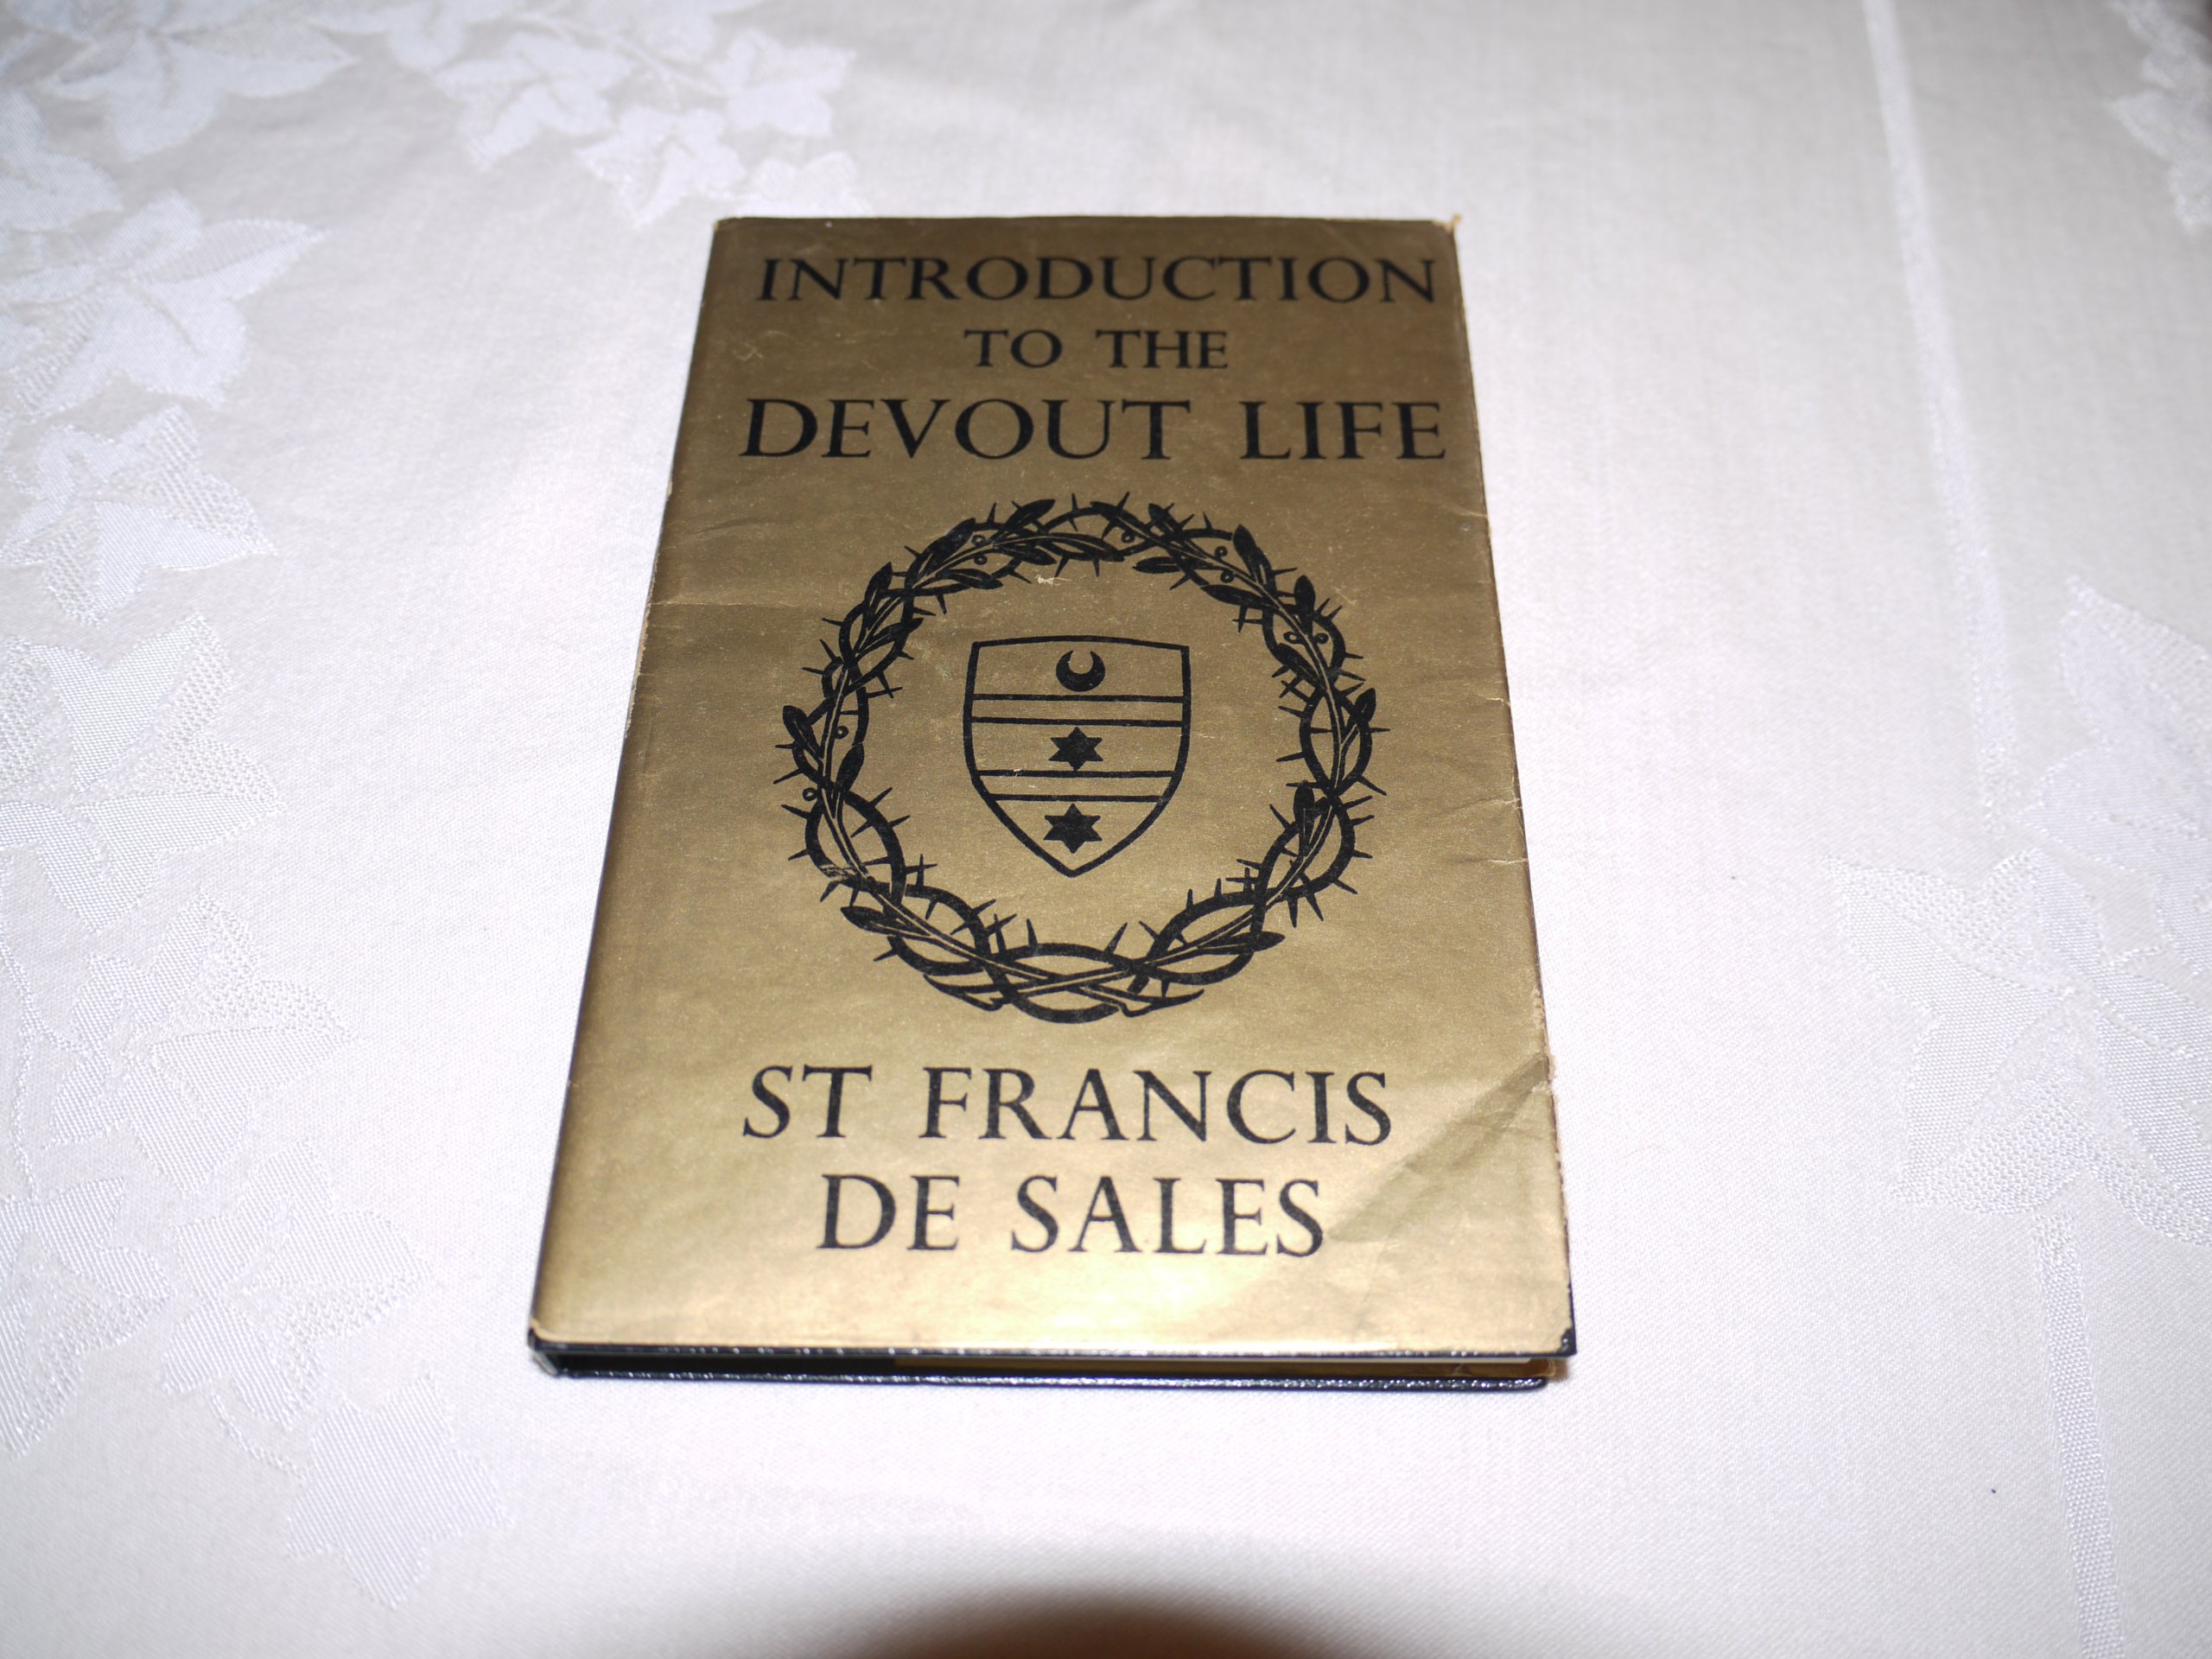 INTRODUCTION
TO THE
DEVOUT LIFE
ST FRANCIS
DE SALES